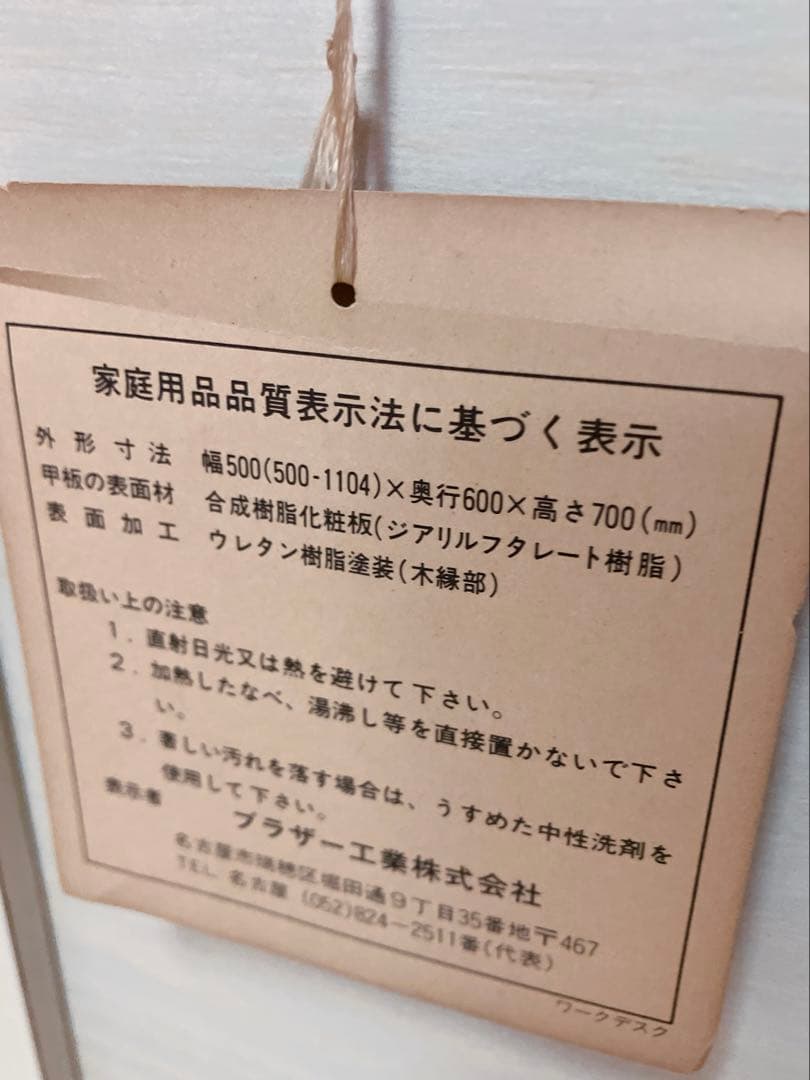 家庭用品品質表示法に基づく表示
外形寸法 幅500(500-1104)×奥行600×高さ700(㎜)
甲板の表面材 合成樹脂化粧板(ジアリルフタレート樹脂)
表面加工 ウレタン樹脂塗装(木縁部)
取扱い上の注意
1. 直射日光又は熱を避けて下さい。
2. 加熱したなべ、湯沸し等を直接置かないで下さ
い。
3. 著しい汚れを落す場合は、うすめた中性洗剤を
使用して下さい。
表示者 ブラザー工業株式会社
名古屋市瑞穂区堀田通9丁目35番地〒467
TEL 名古屋 (052)824-2511番(代表)
ワークデスク